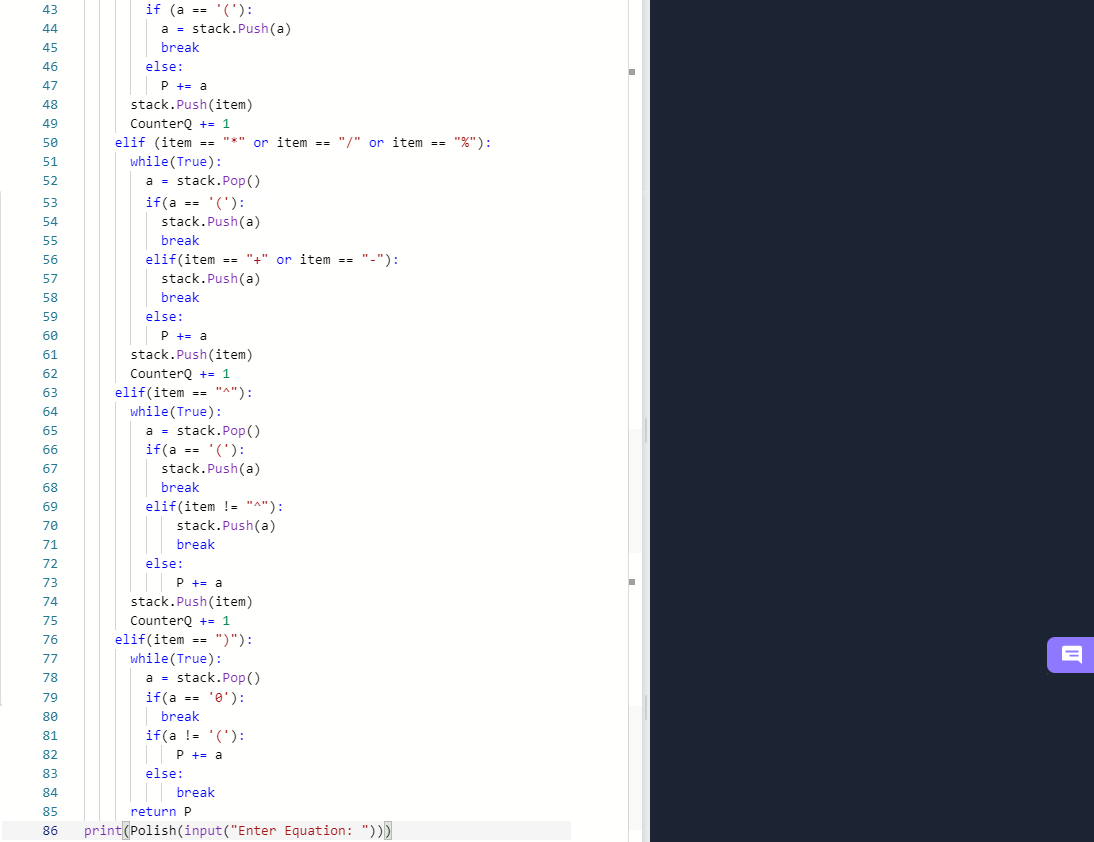 43 if (a == '('):
44 a = stack.Push(a)
45 break
46 else:
47 P += a
48 stack.Push(item)
49 CounterQ += 1
50 elif (item == "*" or item == "/" or item == "%"):
51 while(True):
52 a = stack.Pop()
53 if(a == '('):
54 stack.Push(a)
55 break
56 elif(item == "+" or item == "-"):
57 stack.Push(a)
58 break
59 else:
60 P += a
61 stack.Push(item)
62 CounterQ += 1
63 elif(item == "^"):
64 while(True):
65 a = stack.Pop()
66 if(a == '('):
67 stack.Push(a)
68 break
69 elif(item != "^"):
70 stack.Push(a)
71 break
72 else:
73 P += a
74 stack.Push(item)
75 CounterQ += 1
76 elif(item == ")"):
77 while(True):
78 a = stack.Pop()
79 if(a == '0'):
80 break
81 if(a != '('):
82 P += a
83 else:
84 break
85 return P
86 print(Polish(input("Enter Equation: ")))